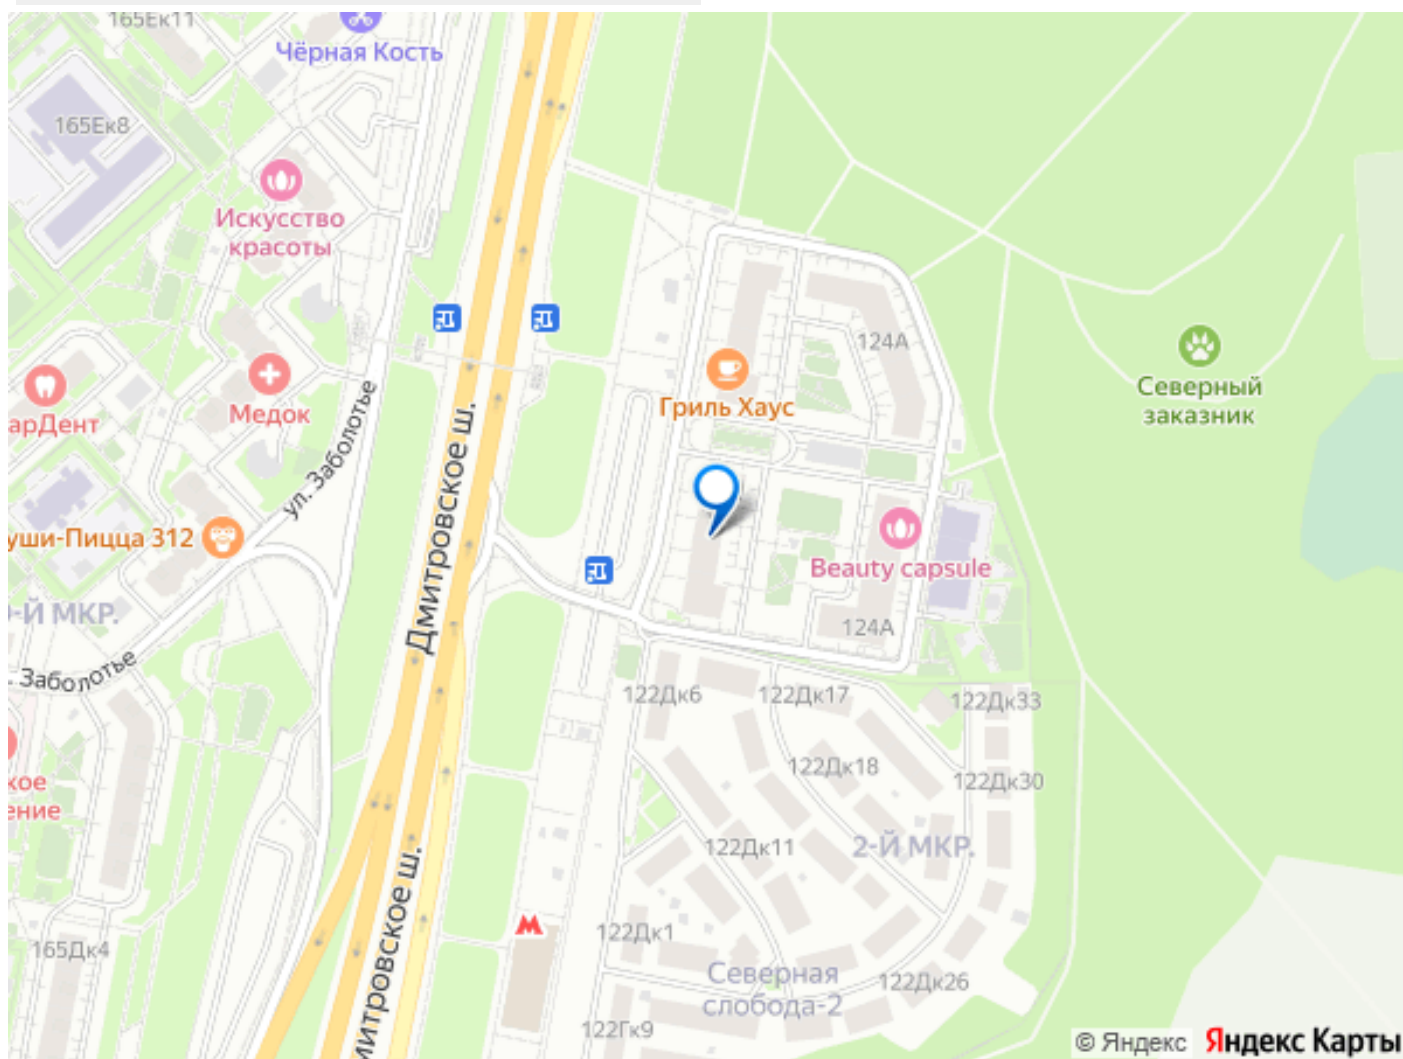 165Ек11
Чёрная Кость
165Ек8
Искусство
красоты
124А
Северный
заказник
Гриль Хаус
арДент
Медок
ул. Заболотье
Дмитровское ш.
уши-Пицца 312
Beauty capsule
-Й МКР.
124А
. Заболотье
122Дк6
122Дк17
122Дк33
122Дк18
122Дк30
кое
ение
122Дк11
2-Й МКР.
митровское ш.
165Дк4
122Дк1
Северная
слобода-2
122Дк26
122Гк9
© Яндекс Яндекс Карты